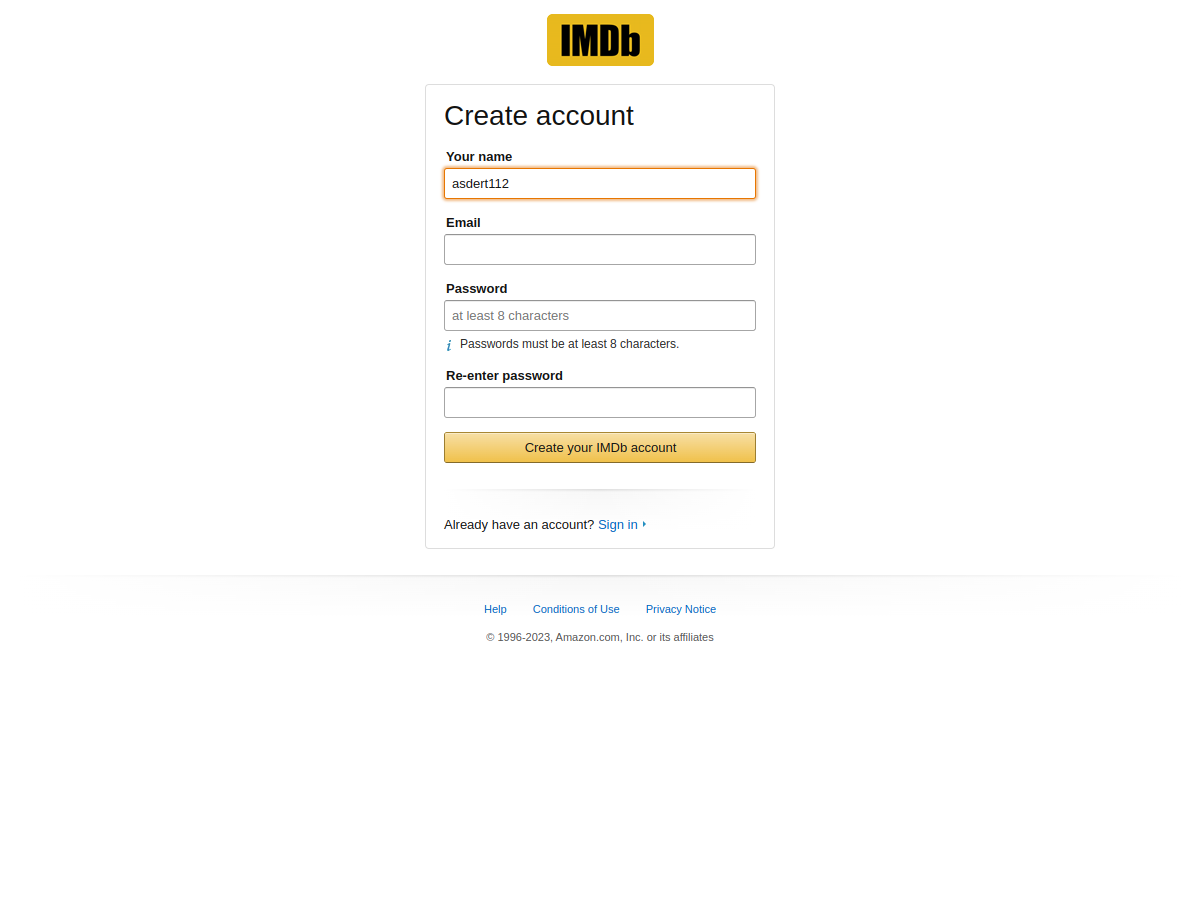 IMDb
Create account
Your name
asdert112
Email
Password
at least 8 characters
i Passwords must be at least 8 characters.
Re-enter password
Create your IMDb account
Already have an account? Sign in
Help Conditions of Use Privacy Notice
© 1996-2023, Amazon.com, Inc. or its affiliates